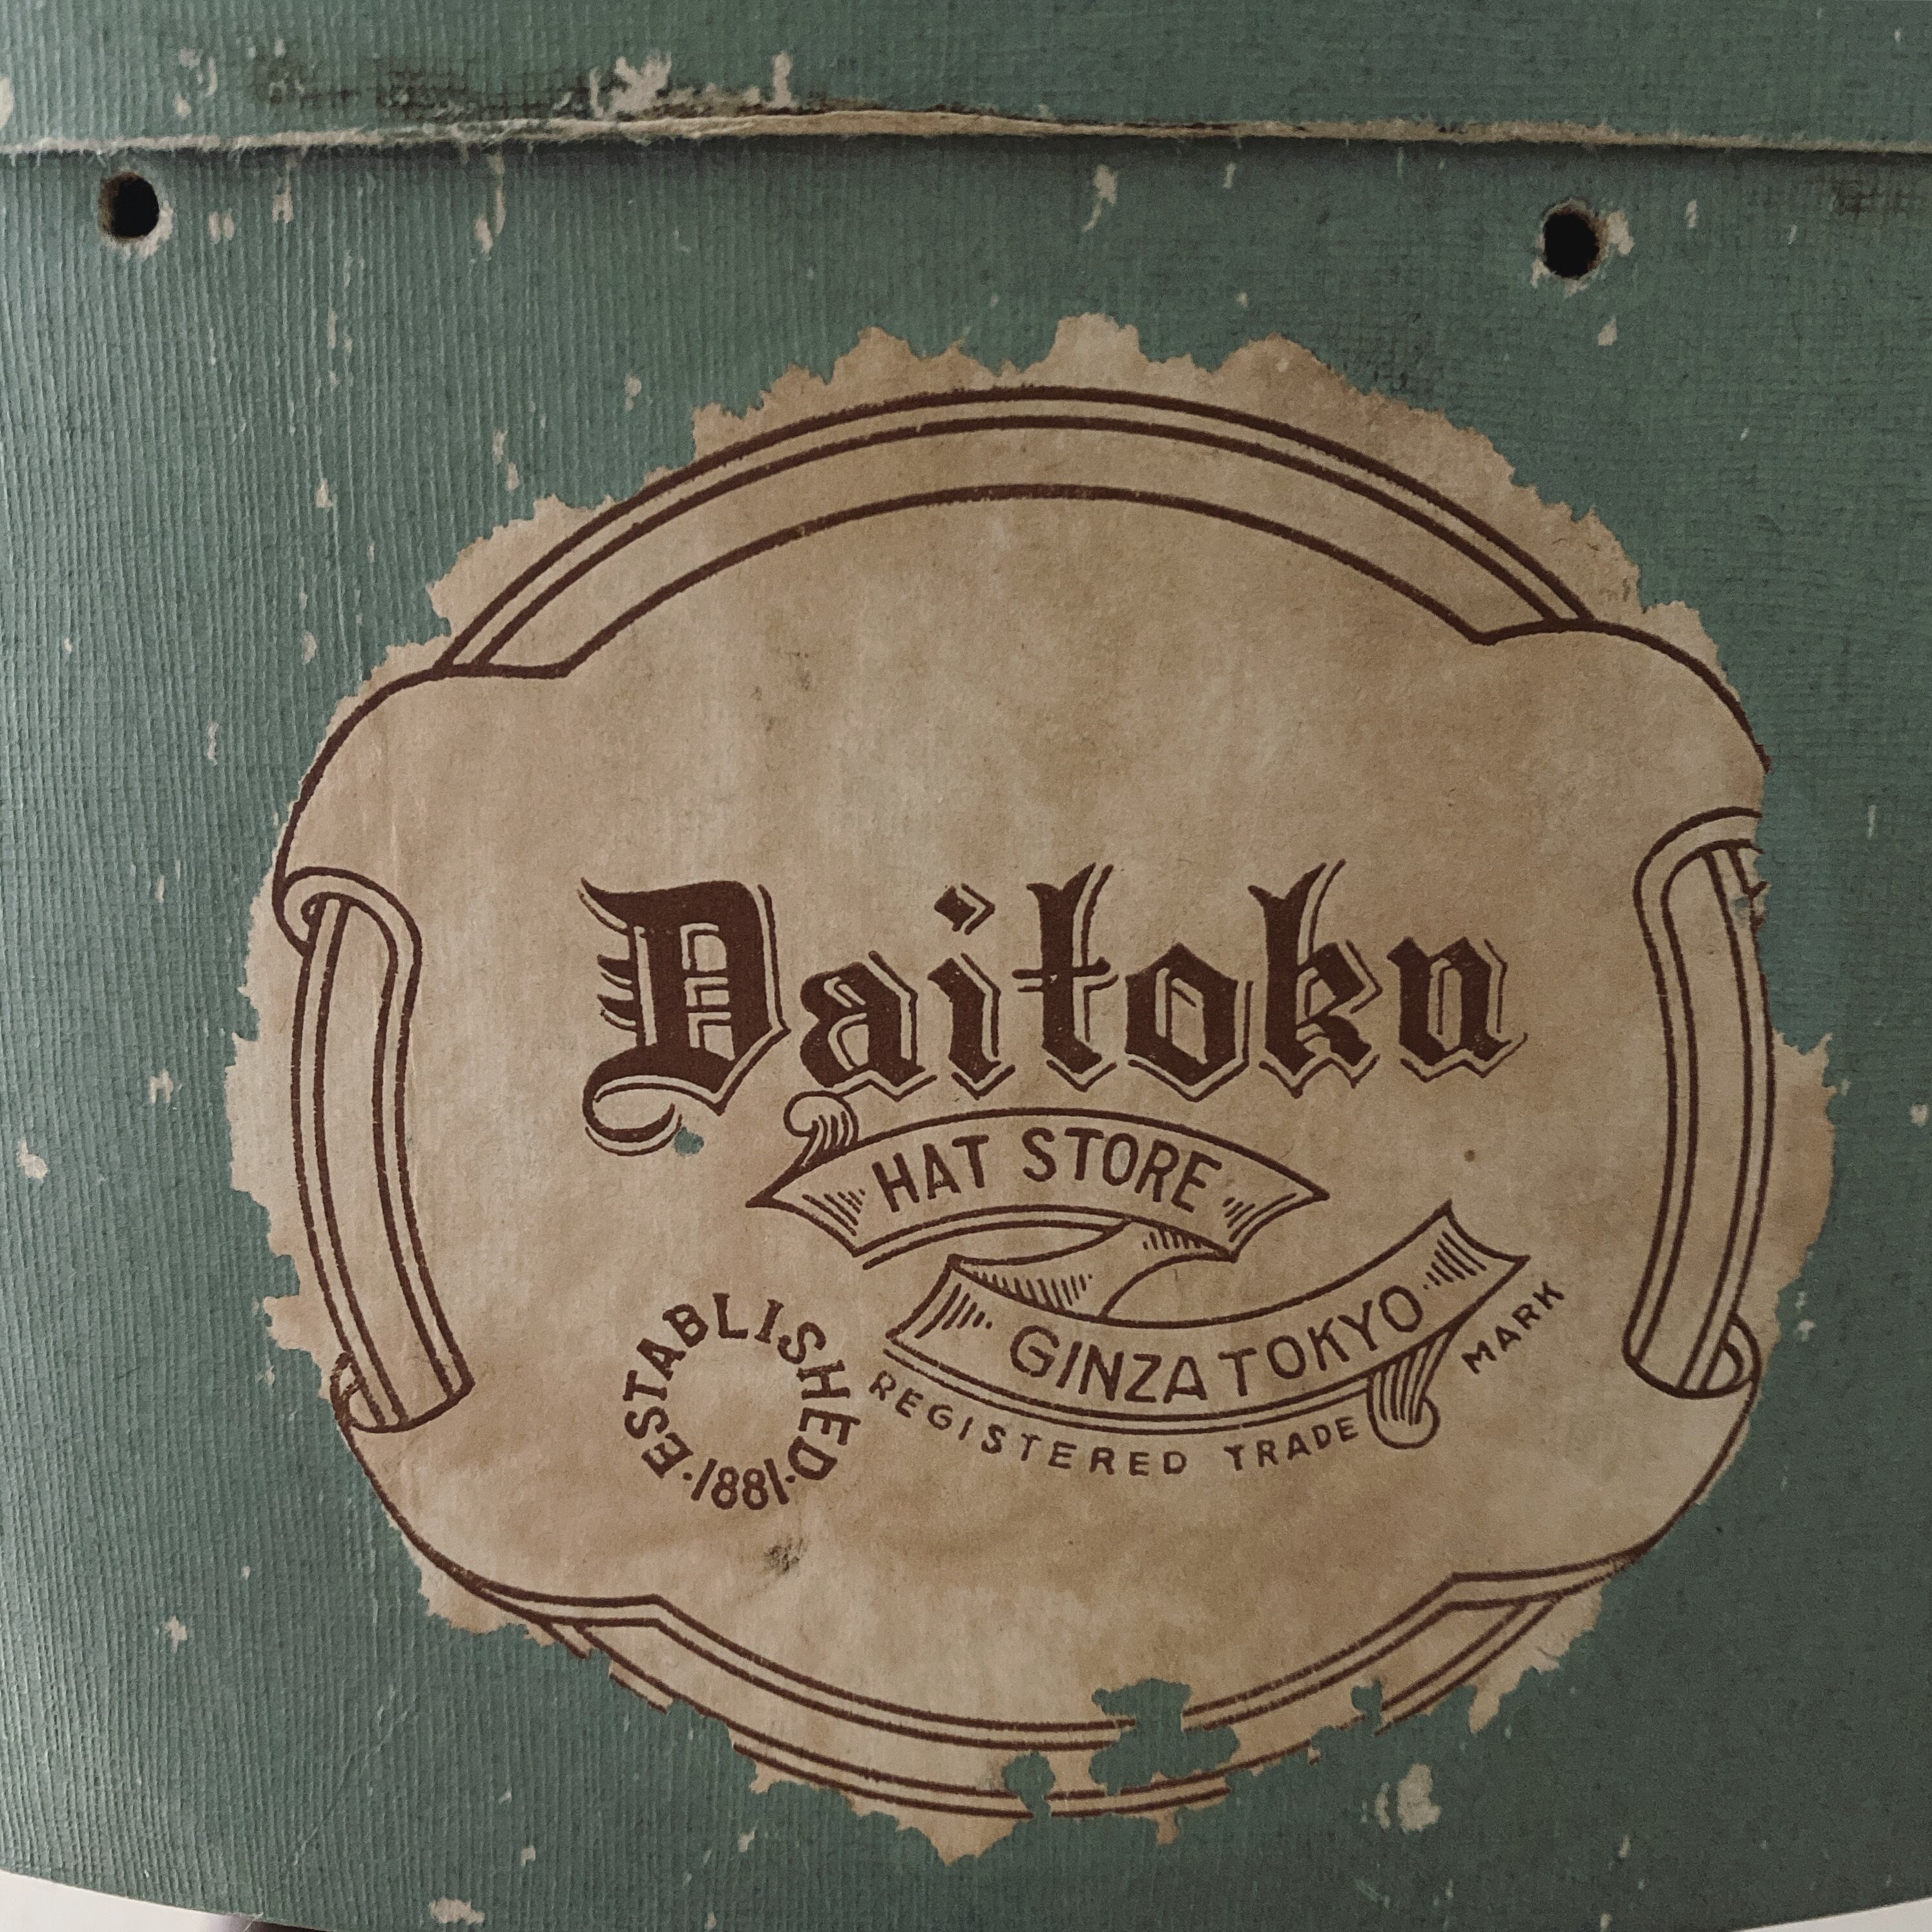 Daitoku
HAT STORE
GINZA TOKYO
REGISTERED TRADE MARK
ESTABLISHED
·1881·